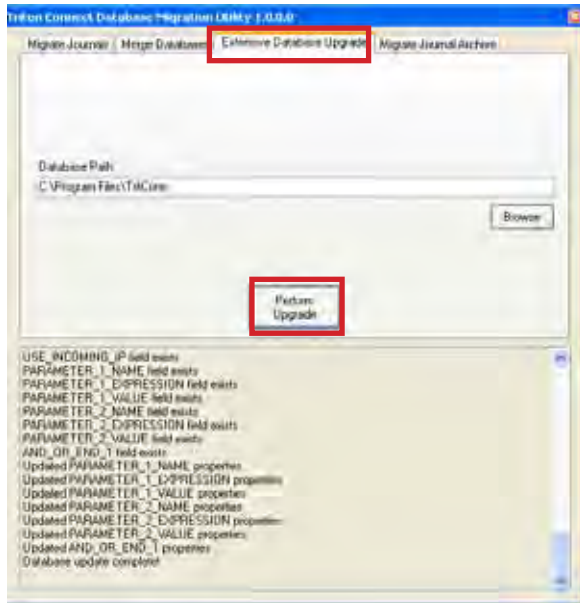 Triton Connect Database Migration Utility 1.0.0.0
Migrate Journals Merge Databases Extensive Database Upgrade Migrate Journal Archive
Database Path
C:\Program Files\TriConn
Browse
Perform
Upgrade
USE_INCOMING_IP field exists
PARAMETER_1_NAME field exists
PARAMETER_1_EXPRESSION field exists
PARAMETER_1_VALUE field exists
PARAMETER_2_NAME field exists
PARAMETER_2_EXPRESSION field exists
PARAMETER_2_VALUE field exists
AND_OR_END_1 field exists
Updated PARAMETER_1_NAME properties
Updated PARAMETER_1_EXPRESSION properties
Updated PARAMETER_1_VALUE properties
Updated PARAMETER_2_NAME properties
Updated PARAMETER_2_EXPRESSION properties
Updated PARAMETER_2_VALUE properties
Updated AND_OR_END_1 properties
Database update complete!